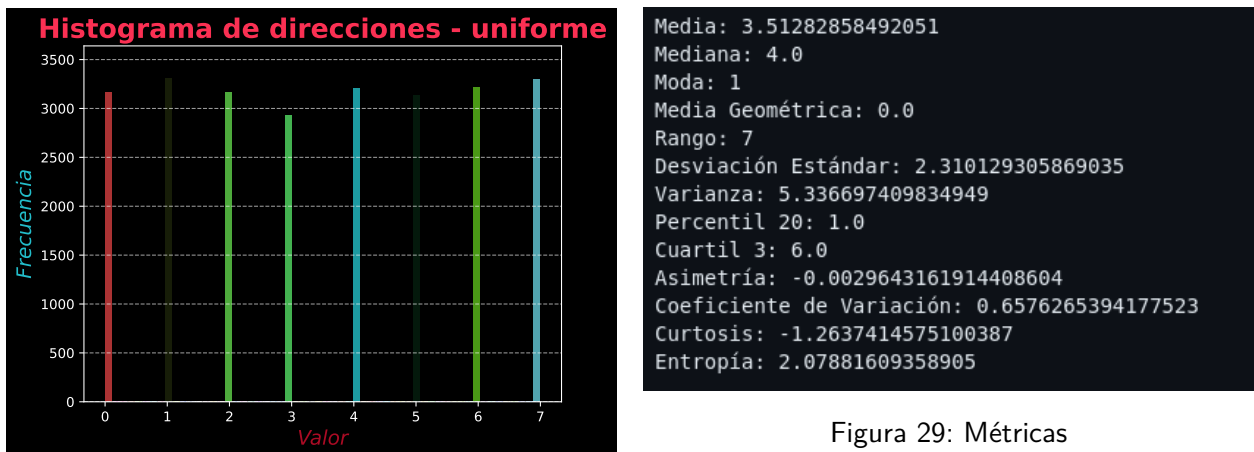 Histograma de direcciones - uniforme
3500
3000
2500
2000
1500
1000
500
0
Frecuencia
0 1 2 3 4 5 6 7
Valor
Media: 3.51282858492051
Mediana: 4.0
Moda: 1
Media Geométrica: 0.0
Rango: 7
Desviación Estándar: 2.310129305869035
Varianza: 5.336697409834949
Percentil 20: 1.0
Cuartil 3: 6.0
Asimetría: -0.0029643161914408604
Coeficiente de Variación: 0.6576265394177523
Curtosis: -1.2637414575100387
Entropía: 2.07881609358905
Figura 29: Métricas